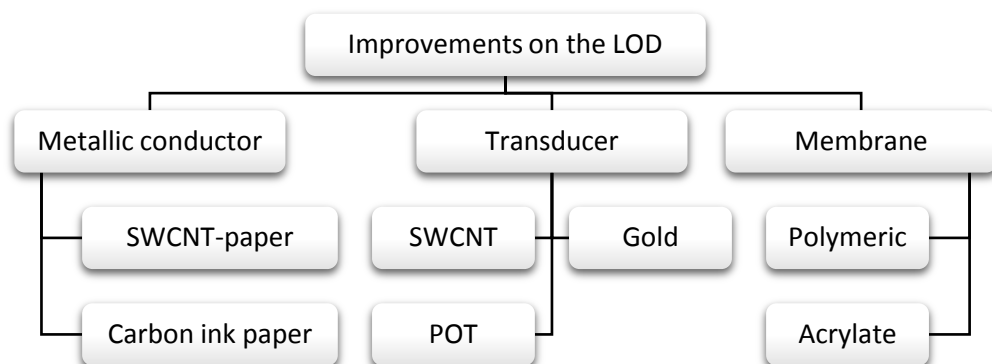 Improvements on the LOD
Metallic conductor
Transducer
Membrane
SWCNT-paper
SWCNT
Gold
Polymeric
Carbon ink paper
POT
Acrylate